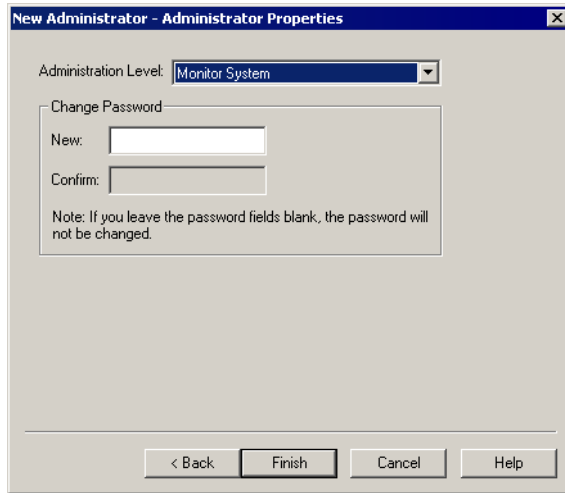 New Administrator - Administrator Properties
Administration Level: Monitor System
Change Password
New:
Confirm:
Note: If you leave the password fields blank, the password will
not be changed.
< Back Finish Cancel Help